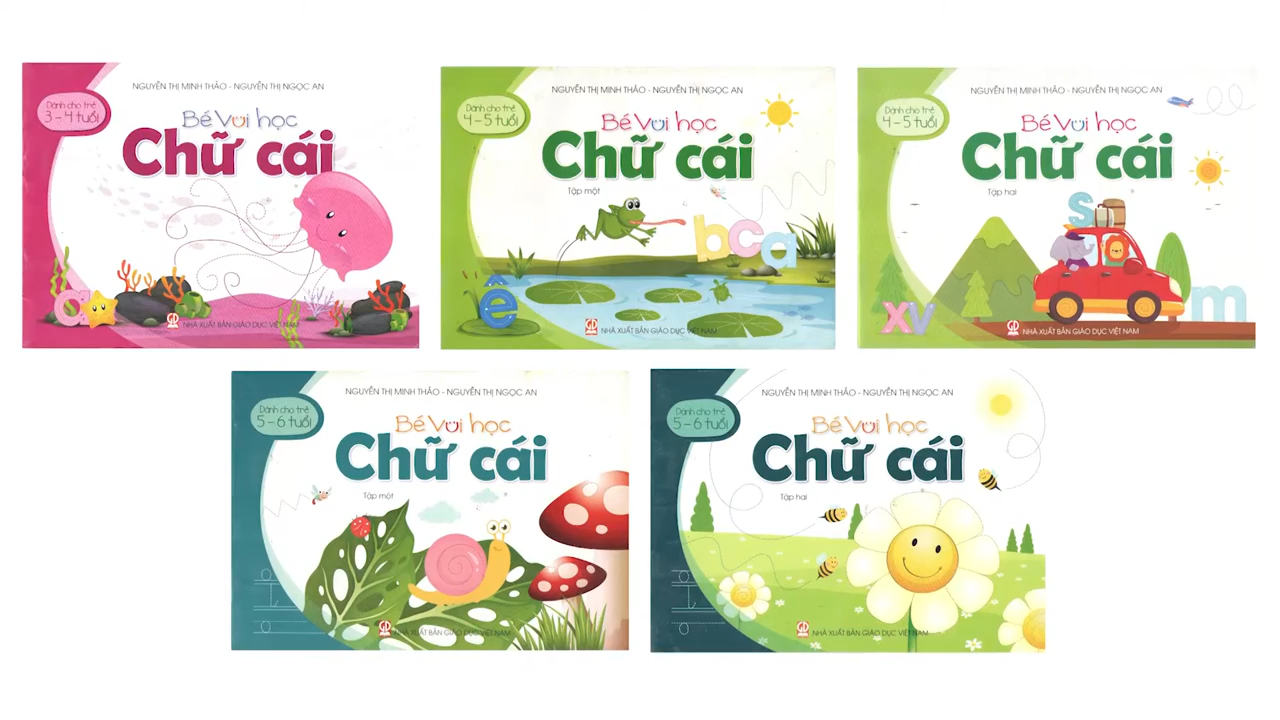 NGUYỄN THỊ MINH THẢO - NGUYỄN THỊ NGỌC AN
Dành cho trẻ
3 – 4 tuổi
Bé Vui học
Chữ cái
a
NHÀ XUẤT BẢN GIÁO DỤC VIỆT NAM
NGUYỄN THỊ MINH THẢO - NGUYỄN THỊ NGỌC AN
Dành cho trẻ
4 – 5 tuổi
Bé Vui học
Chữ cái
Tập một
bca
ê
NHÀ XUẤT BẢN GIÁO DỤC VIỆT NAM
NGUYỄN THỊ MINH THẢO - NGUYỄN THỊ NGỌC AN
Dành cho trẻ
4 – 5 tuổi
Bé Vui học
Chữ cái
Tập hai
s
xv
m
NHÀ XUẤT BẢN GIÁO DỤC VIỆT NAM
NGUYỄN THỊ MINH THẢO - NGUYỄN THỊ NGỌC AN
Dành cho trẻ
5 – 6 tuổi
Bé Vui học
Chữ cái
Tập một
NHÀ XUẤT BẢN GIÁO DỤC VIỆT NAM
NGUYỄN THỊ MINH THẢO - NGUYỄN THỊ NGỌC AN
Dành cho trẻ
5 – 6 tuổi
Bé Vui học
Chữ cái
Tập hai
NHÀ XUẤT BẢN GIÁO DỤC VIỆT NAM